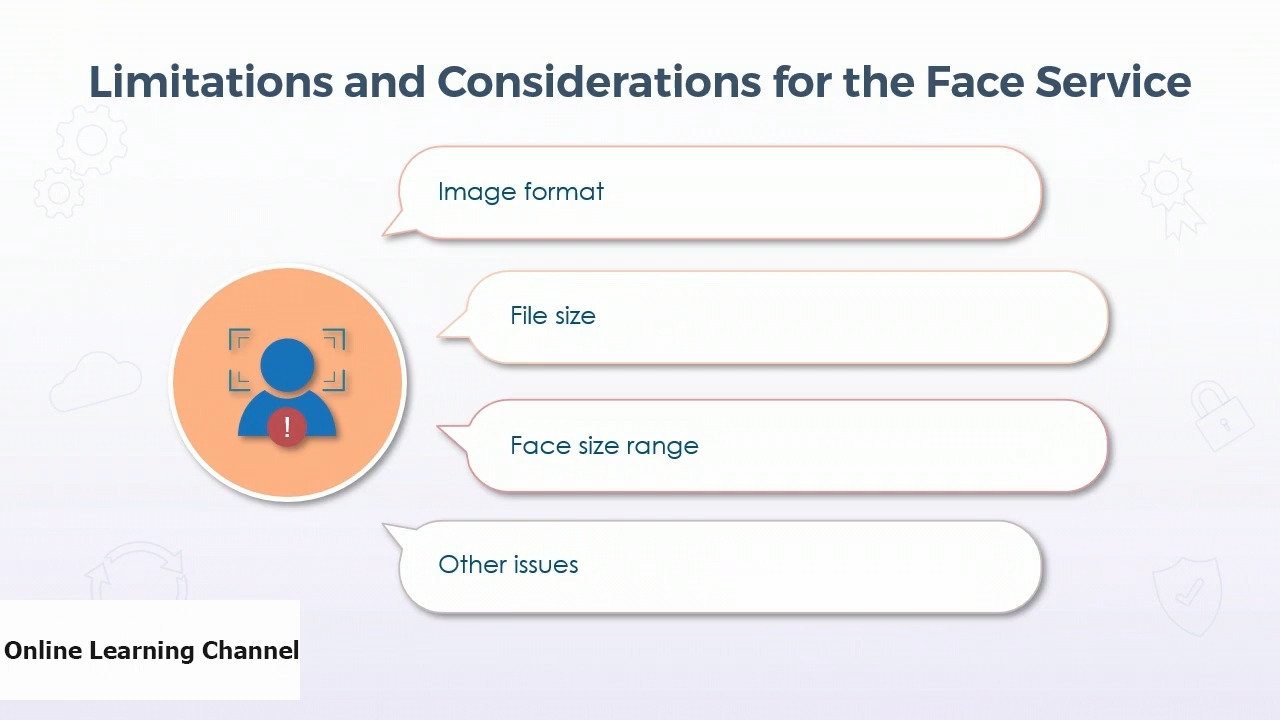 Limitations and Considerations for the Face Service
Image format
File size
Face size range
!
Other issues
Online Learning Channel